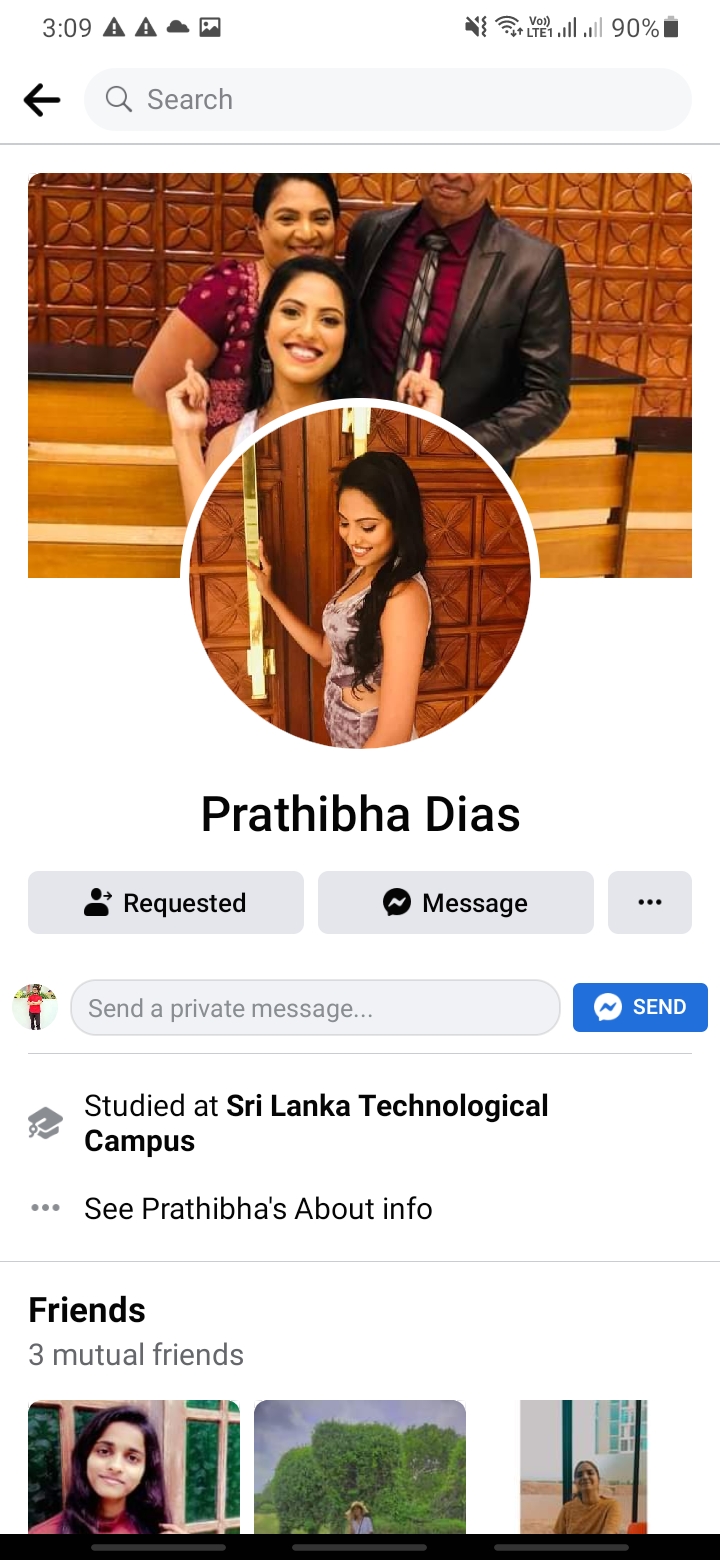 3:09
Vo)) LTE1 90%
Search
Prathibha Dias
Requested
Message
Send a private message...
SEND
Studied at Sri Lanka Technological
Campus
See Prathibha's About info
Friends
3 mutual friends